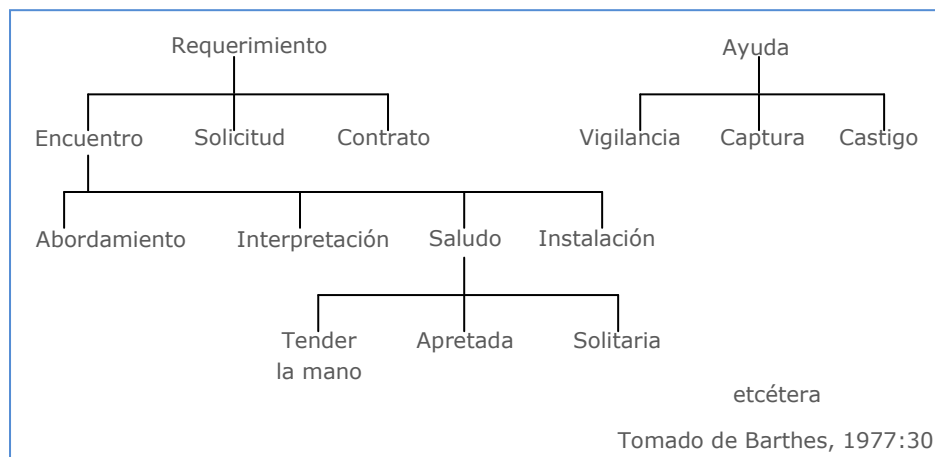 Requerimiento Ayuda
Encuentro Solicitud Contrato Vigilancia Captura Castigo
Abordamiento Interpretación Saludo Instalación
Tender Apretada Solitaria
la mano
etcétera
Tomado de Barthes, 1977:30